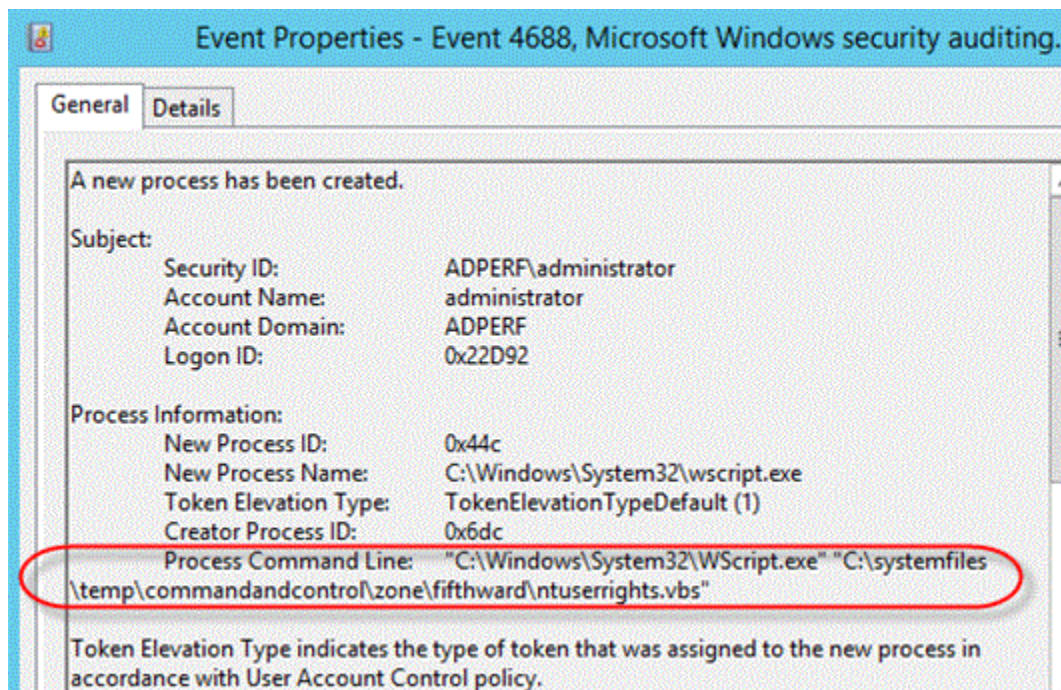 Event Properties - Event 4688, Microsoft Windows security auditing.
General Details
A new process has been created.
Subject:
Security ID: ADPERF\administrator
Account Name: administrator
Account Domain: ADPERF
Logon ID: 0x22D92
Process Information:
New Process ID: 0x44c
New Process Name: C:\Windows\System32\wscript.exe
Token Elevation Type: TokenElevationTypeDefault (1)
Creator Process ID: 0x6dc
Process Command Line: "C:\Windows\System32\WScript.exe" "C:\systemfiles
\temp\commandandcontrol\zone\fifthward\ntuserrights.vbs"
Token Elevation Type indicates the type of token that was assigned to the new process in
accordance with User Account Control policy.